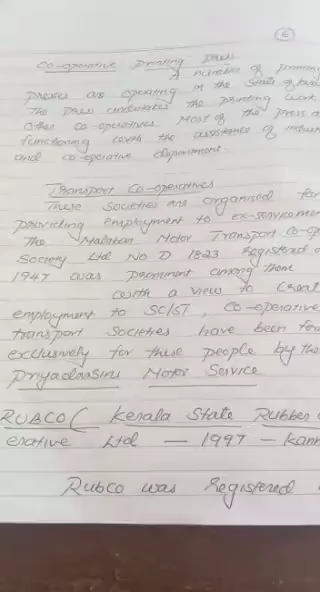 6
Co-operative Printing Press
A number of printing
presses are operating in the State of
The press undertakes the printing work
Other co-operatives. Most of the press a
functioning with the assistance of
and co-operative department.
Transport Co-operatives
These Societies are organised for
providing employment to ex-servicemen
The Malabar Motor Transport co-op
Society Ltd No D 1823 Registered
1947 was prominent among them
with a view to Creat
employment to SC/ST, Co-operative
transport Societies have been fou
exclusively for these people by the
Priyadarsini Motor Service
RUBCO ( Kerala State Rubber
erative Ltd — 1997 — Kann
Rubco was Registered